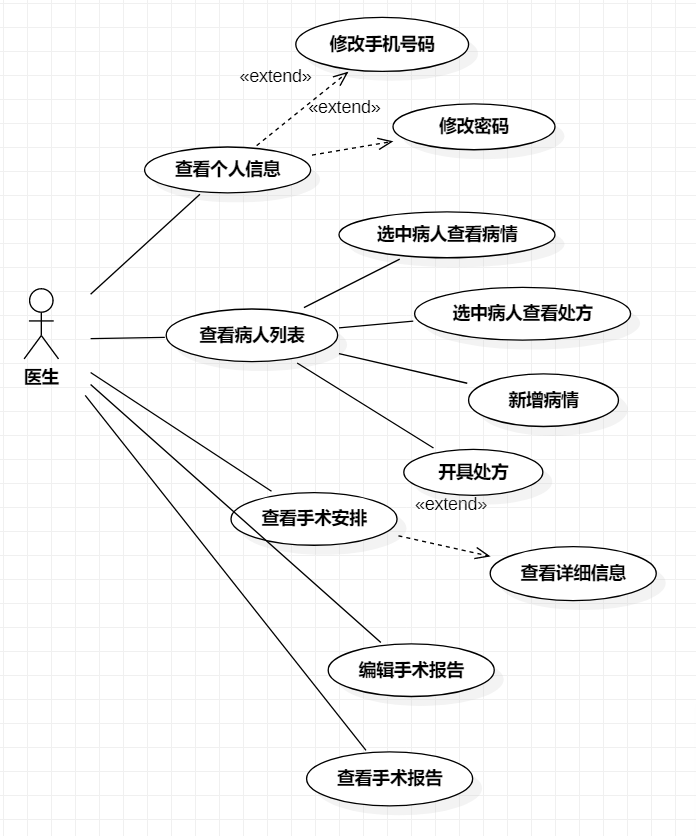 修改手机号码
«extend»
«extend»
修改密码
查看个人信息
选中病人查看病情
选中病人查看处方
查看病人列表
医生
新增病情
开具处方
«extend»
查看手术安排
查看详细信息
编辑手术报告
查看手术报告